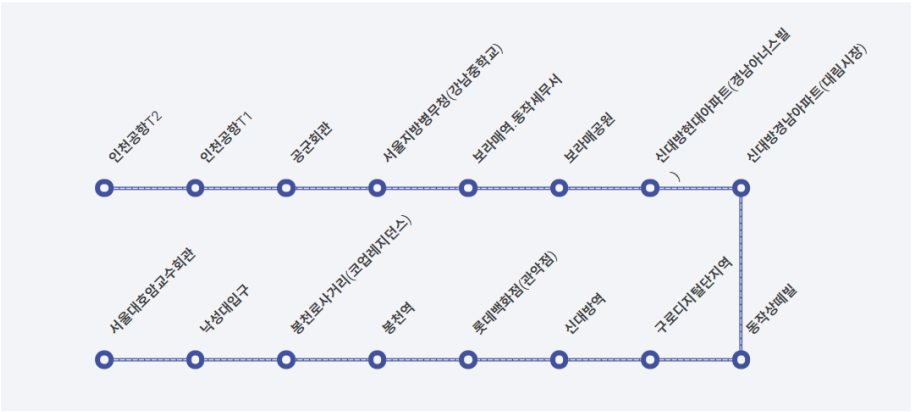 인천공항T2
인천공항T1
공군회관
서울지방병무청(강남중학교)
보라매역.동작세무서
보라매공원
신대방현대아파트(경남아너스빌
)
신대방경남아파트(대림시장)
서울대호암교수회관
낙성대입구
봉천로사거리(코업레지던스)
봉천역
롯데백화점(관악점)
신대방역
구로디지털단지역
동작상떼빌